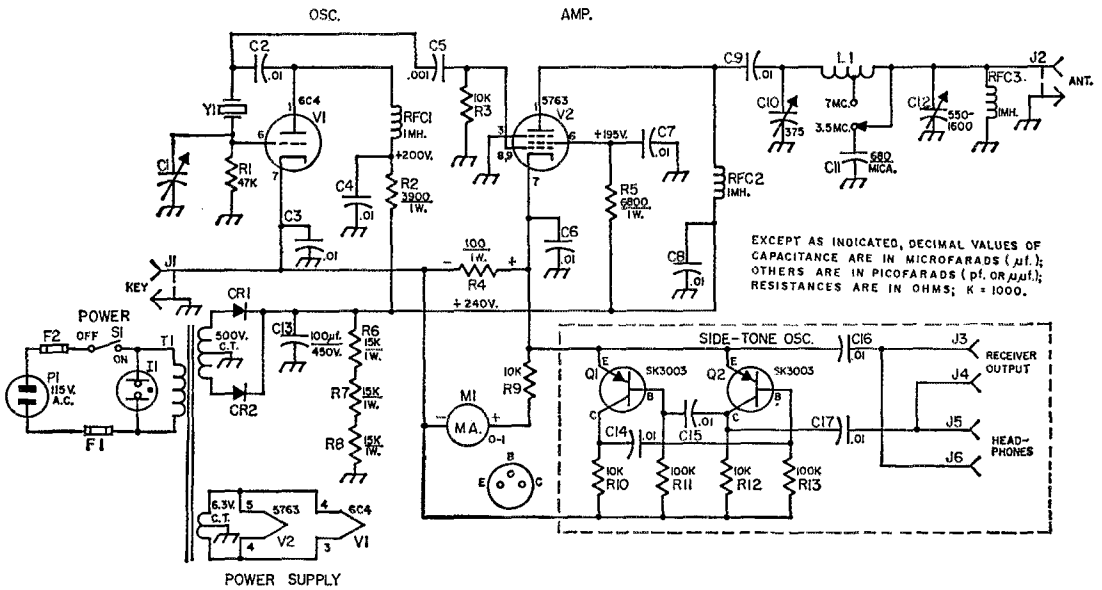 OSC.
AMP.
C2
.01
C5
.001
10K
R3
6C4
V1
1
6
7
Y1
C1
R1
47K
C3
.01
RFC1
1MH.
+200V.
C4
.01
R2
3900
1W.
5763
V2
1
3
8,9
6
7
+195V.
C7
.01
R5
6800
1W.
C6
.01
100
1W.
R4
-
+
C9
.01
RFC2
1MH.
C8
.01
C10
375
L1
7MC.
3.5MC.
C11
680
MICA.
C12
550-
1600
RFC3
1MH.
J2
ANT.
EXCEPT AS INDICATED, DECIMAL VALUES OF
CAPACITANCE ARE IN MICROFARADS (µf.);
OTHERS ARE IN PICOFARADS (pf. OR µµf.);
RESISTANCES ARE IN OHMS; K = 1000.
J1
KEY
+240V.
POWER
F2
OFF
S1
ON
P1
115V.
A.C.
I1
F1
T1
500V.
C.T.
CR1
CR2
C13
100µf.
450V.
R6
15K
1W.
R7
15K
1W.
R8
15K
1W.
10K
R9
M1
-
+
M.A.
0-1
B
E
C
SIDE-TONE OSC.
Q1
E
SK3003
B
C
Q2
E
SK3003
B
C
C14
.01
C15
.01
C16
.01
C17
.01
10K
R10
100K
R11
10K
R12
100K
R13
J3
RECEIVER
OUTPUT
J4
J5
HEAD-
PHONES
J6
6.3V.
C.T.
5
5763
4
V2
4
6C4
3
V1
POWER SUPPLY